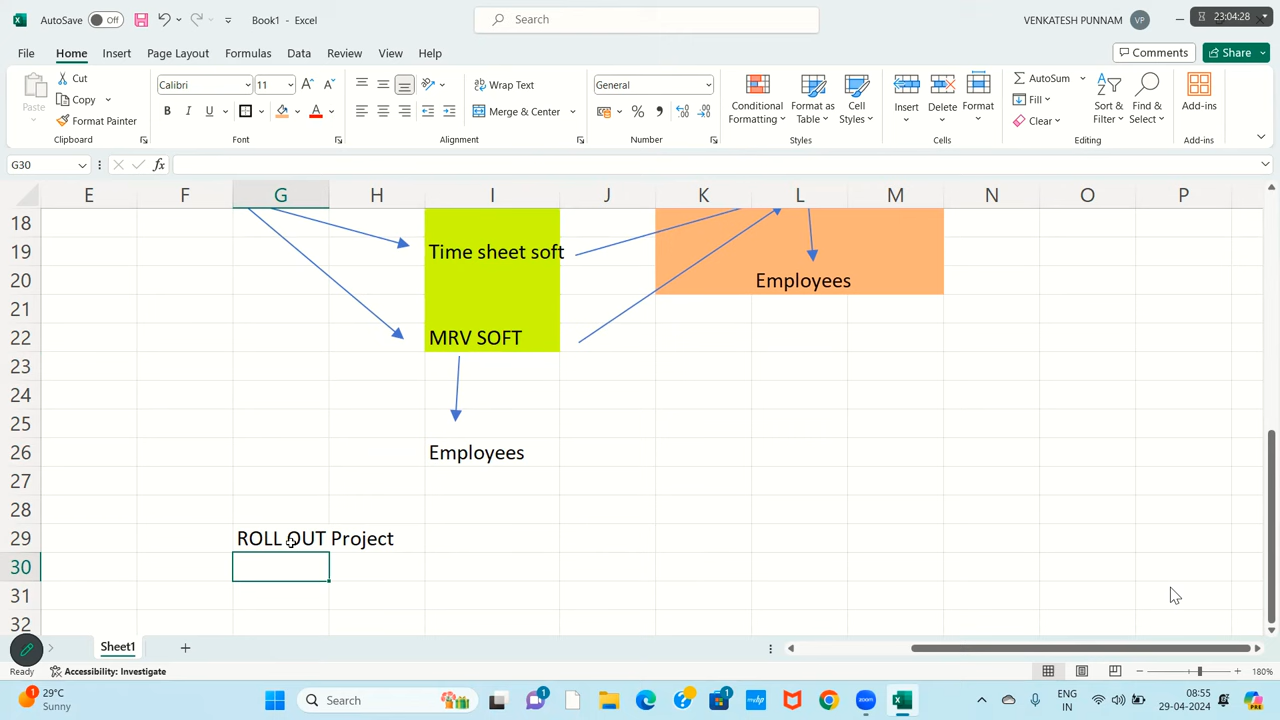 AutoSave Off Book1 - Excel Search VENKATESH PUNNAM VP 23:04:28
File Home Insert Page Layout Formulas Data Review View Help Comments Share
Paste Cut Copy Format Painter Clipboard
Calibri 11 B I U A Font
Wrap Text Merge & Center Alignment
General % , Number
Conditional Formatting Format as Table Cell Styles Styles
Insert Delete Format Cells
AutoSum Fill Clear Sort & Filter Find & Select Editing
Add-ins Add-ins
G30 fx
E F G H I J K L M N O P
18
19 Time sheet soft
20 Employees
21
22 MRV SOFT
23
24
25
26 Employees
27
28
29 ROLL OUT Project
30
31
32
Sheet1
Ready Accessibility: Investigate 180%
1 29°C Sunny Search 1 1 mdp ENG IN 08:55 29-04-2024 PRE